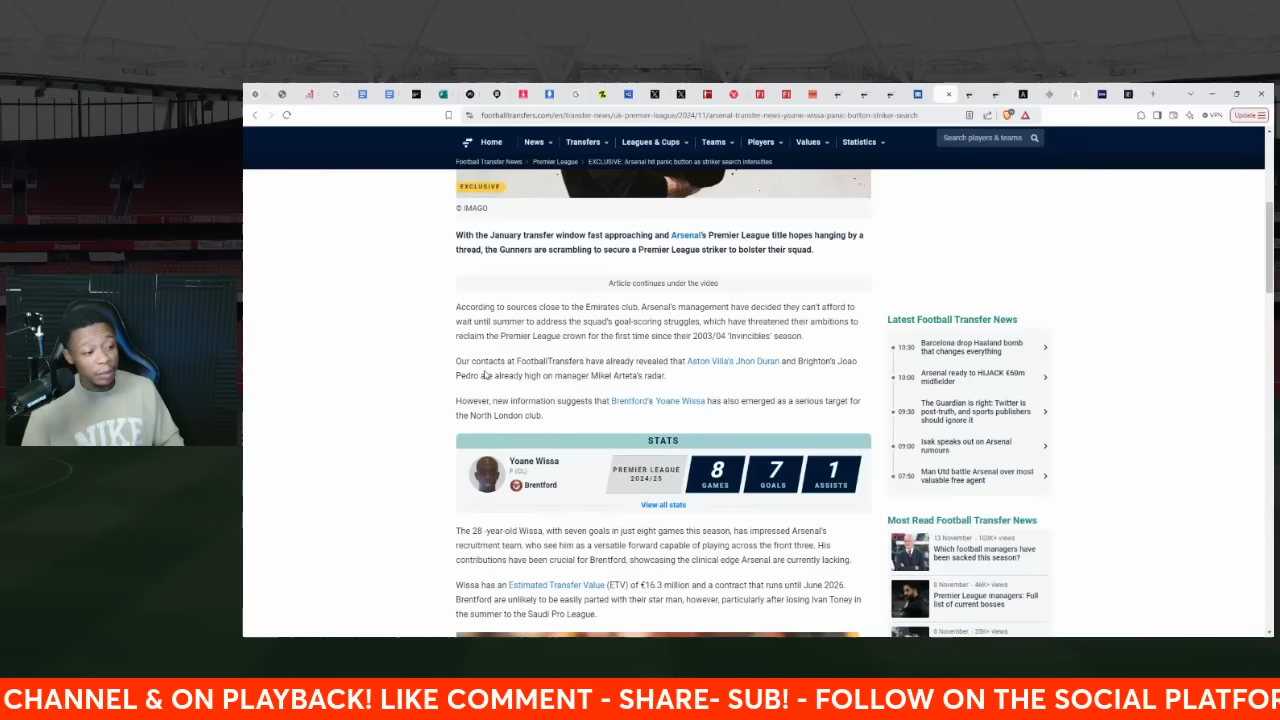 footballtransfers.com/en/transfer-news/uk-premier-league/2024/11/arsenal-transfer-news-yoane-wissa-panic-button-striker-search
VPN
Update
Home
News
Transfers
Leagues & Cups
Teams
Players
Values
Statistics
Search players & teams
Football Transfer News
Premier League
EXCLUSIVE: Arsenal hit panic button as striker search intensifies
EXCLUSIVE
© IMAGO
With the January transfer window fast approaching and Arsenal's Premier League title hopes hanging by a
thread, the Gunners are scrambling to secure a Premier League striker to bolster their squad.
Article continues under the video
According to sources close to the Emirates club, Arsenal's management have decided they can't afford to
wait until summer to address the squad's goal-scoring struggles, which have threatened their ambitions to
reclaim the Premier League crown for the first time since their 2003/04 'Invincibles' season.
Our contacts at FootballTransfers have already revealed that Aston Villa's Jhon Duran and Brighton's Joao
Pedro are already high on manager Mikel Arteta's radar.
However, new information suggests that Brentford's Yoane Wissa has also emerged as a serious target for
the North London club.
STATS
Yoane Wissa
F (CL)
Brentford
PREMIER LEAGUE
2024/25
8
GAMES
7
GOALS
1
ASSISTS
View all stats
The 28 -year-old Wissa, with seven goals in just eight games this season, has impressed Arsenal's
recruitment team, who see him as a versatile forward capable of playing across the front three. His
contributions have been crucial for Brentford, showcasing the clinical edge Arsenal are currently lacking.
Wissa has an Estimated Transfer Value (ETV) of €16.3 million and a contract that runs until June 2026.
Brentford are unlikely to be easily parted with their star man, however, particularly after losing Ivan Toney in
the summer to the Saudi Pro League.
Latest Football Transfer News
10:30 Barcelona drop Haaland bomb
that changes everything
10:00 Arsenal ready to HIJACK €60m
midfielder
09:30 The Guardian is right: Twitter is
post-truth, and sports publishers
should ignore it
09:00 Isak speaks out on Arsenal
rumours
07:50 Man Utd battle Arsenal over most
valuable free agent
Most Read Football Transfer News
13 November · 103K+ views
Which football managers have
been sacked this season?
8 November · 46K+ views
Premier League managers: Full
list of current bosses
6 November · 35K+ views
NIKE
CHANNEL & ON PLAYBACK! LIKE COMMENT - SHARE- SUB! - FOLLOW ON THE SOCIAL PLATFOR